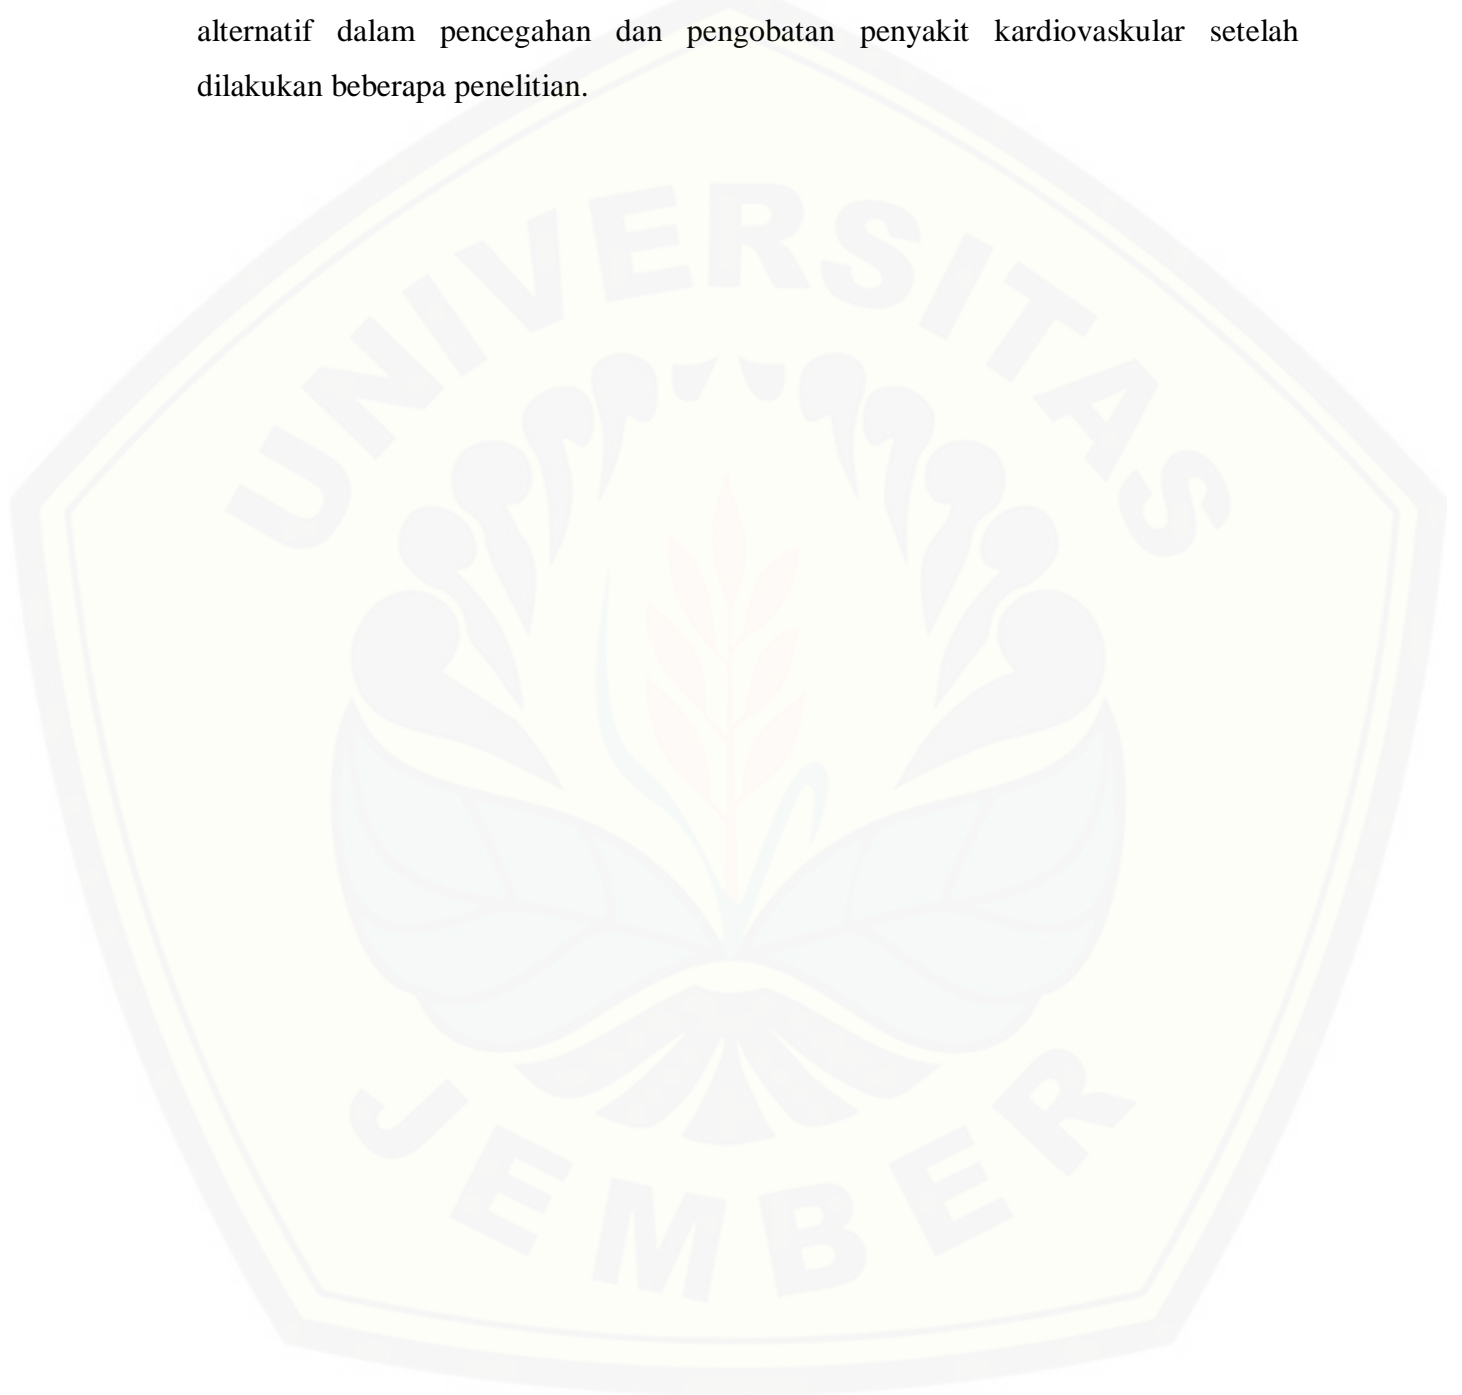 alternatif dalam pencegahan dan pengobatan penyakit kardiovaskular setelah
dilakukan beberapa penelitian.
UNIVERSITAS
JEMBER